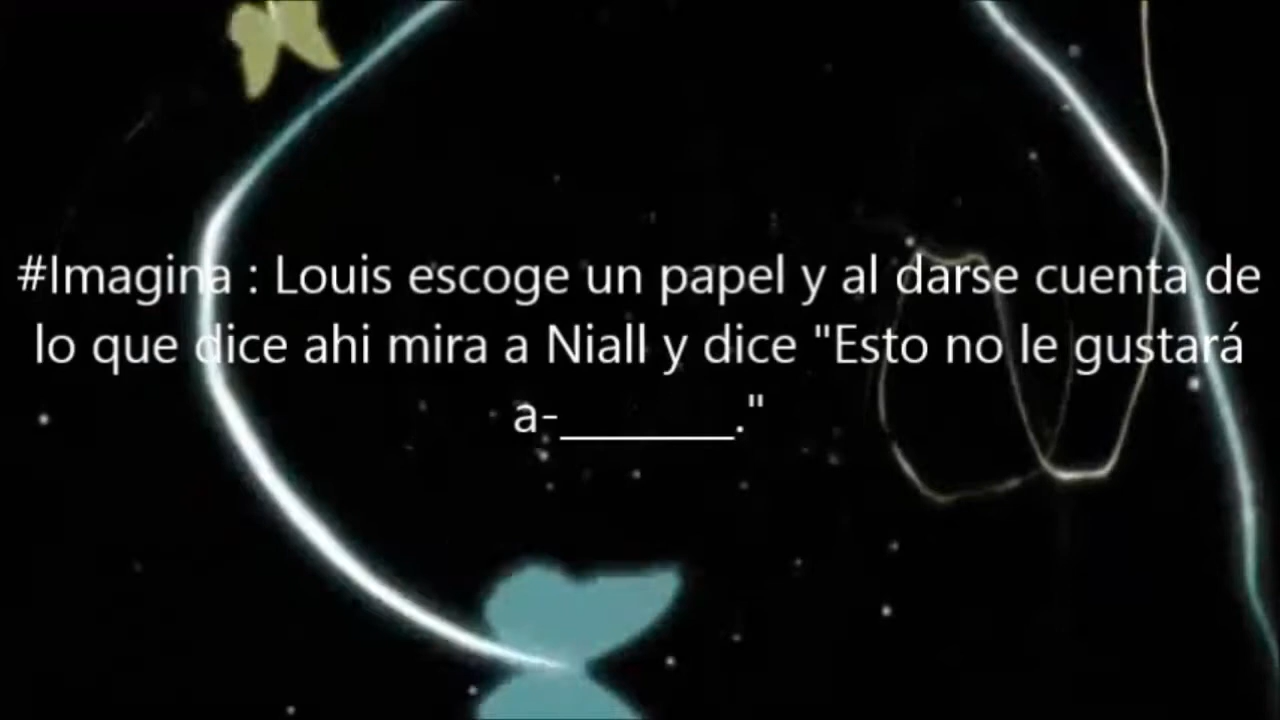 #Imagina : Louis escoge un papel y al darse cuenta de
lo que dice ahi mira a Niall y dice "Esto no le gustará
a-_______."